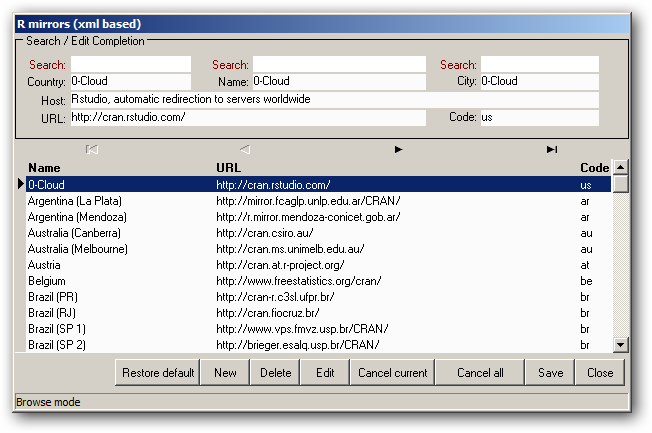 R mirrors (xml based)
Search / Edit Completion
Search: Search: Search:
Country: 0-Cloud Name: 0-Cloud City: 0-Cloud
Host: Rstudio, automatic redirection to servers worldwide
URL: http://cran.rstudio.com/ Code: us
Name URL Code
0-Cloud http://cran.rstudio.com/ us
Argentina (La Plata) http://mirror.fcaglp.unlp.edu.ar/CRAN/ ar
Argentina (Mendoza) http://r.mirror.mendoza-conicet.gob.ar/ ar
Australia (Canberra) http://cran.csiro.au/ au
Australia (Melbourne) http://cran.ms.unimelb.edu.au/ au
Austria http://cran.at.r-project.org/ at
Belgium http://www.freestatistics.org/cran/ be
Brazil (PR) http://cran-r.c3sl.ufpr.br/ br
Brazil (RJ) http://cran.fiocruz.br/ br
Brazil (SP 1) http://www.vps.fmvz.usp.br/CRAN/ br
Brazil (SP 2) http://brieger.esalq.usp.br/CRAN/ br
Restore default New Delete Edit Cancel current Cancel all Save Close
Browse mode